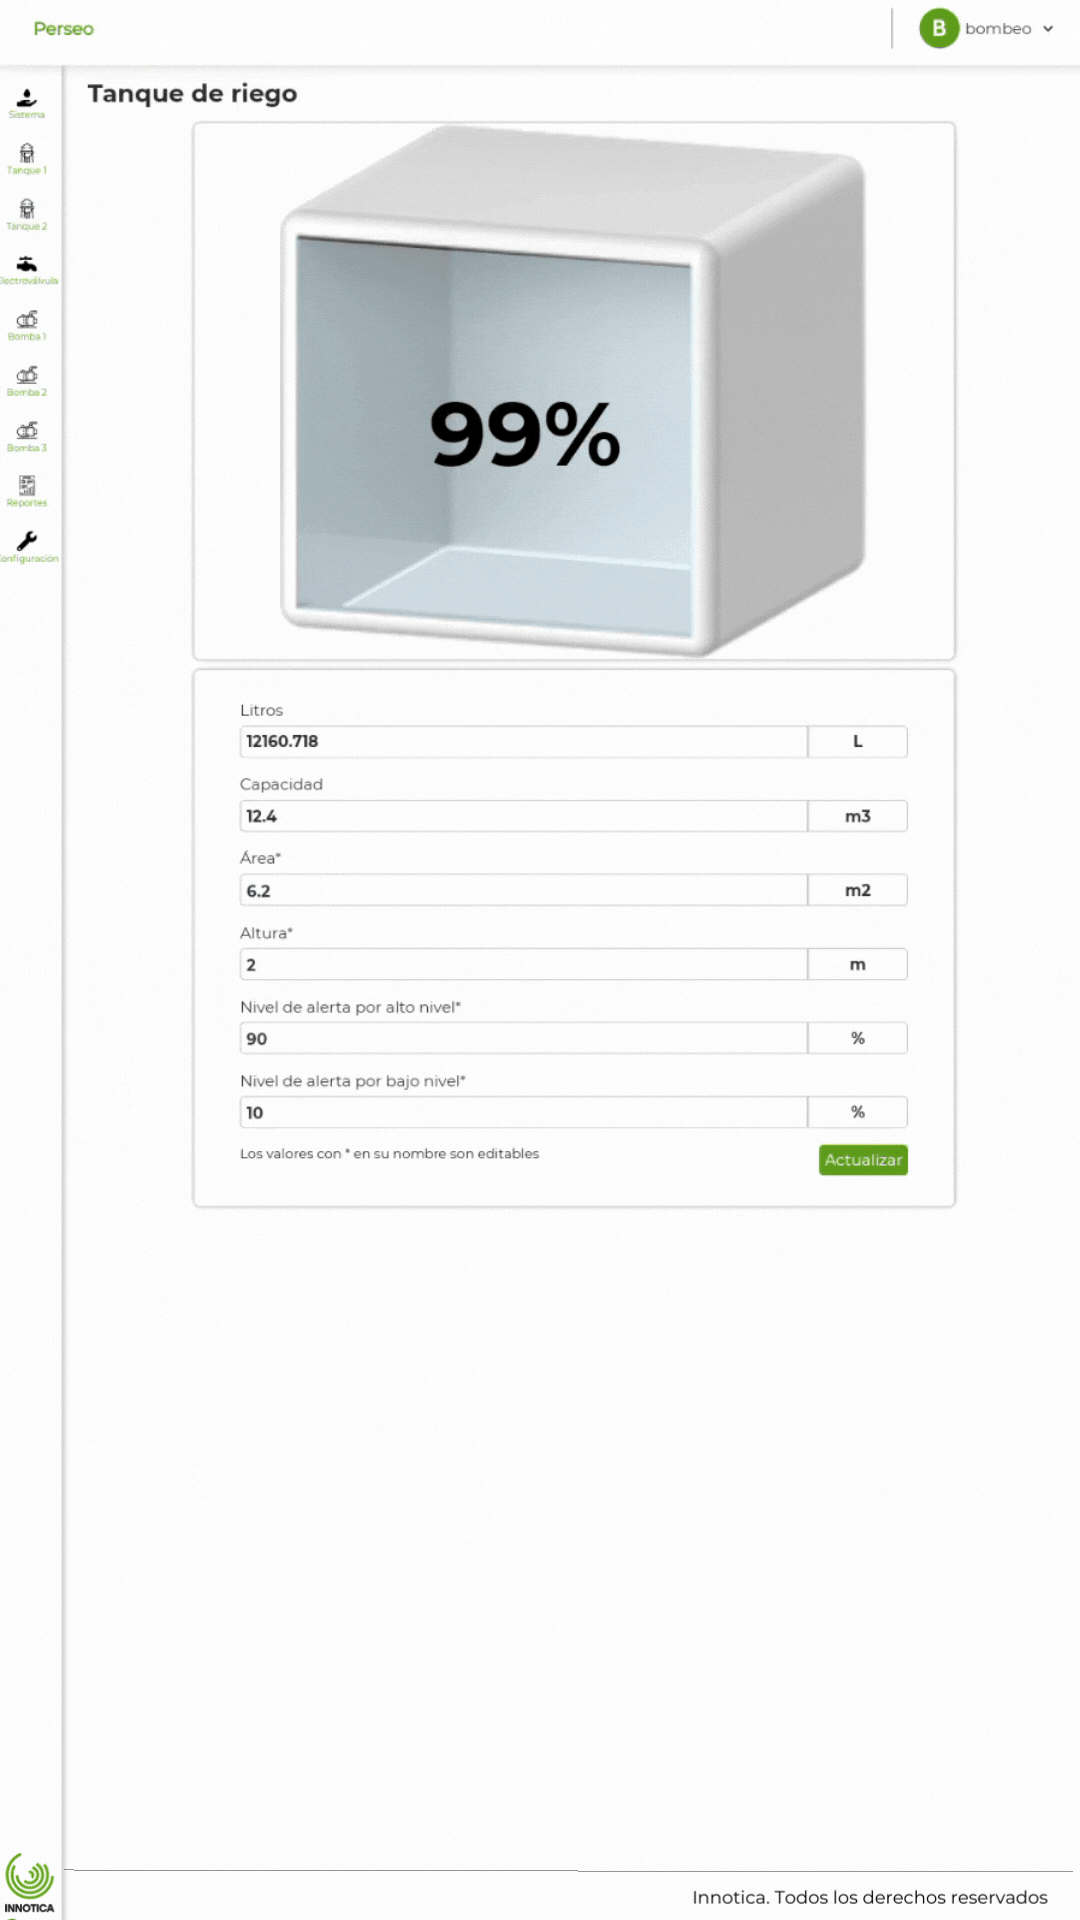 Perseo
B bombeo
Tanque de riego
Sistema
Tanque 1
Tanque 2
Electroválvula
Bomba 1
Bomba 2
Bomba 3
Reportes
Configuración
99%
Litros
12160.718 L
Capacidad
12.4 m3
Área*
6.2 m2
Altura*
2 m
Nivel de alerta por alto nivel*
90 %
Nivel de alerta por bajo nivel*
10 %
Los valores con * en su nombre son editables
Actualizar
INNOTICA
Innotica. Todos los derechos reservados